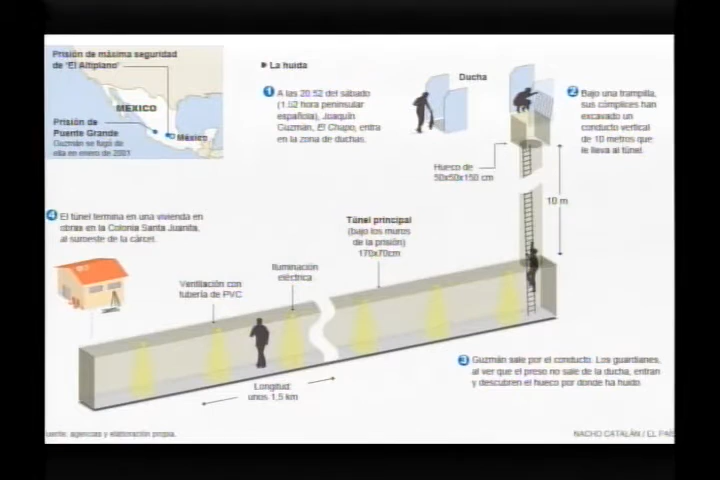 Prisión de máxima seguridad
de 'El Altiplano'
MÉXICO
Prisión de
Puente Grande
Guzmán se fugó de
ella en enero de 2001
México
La huida
1 A las 20.52 del sábado
(1.52 hora peninsular
española), Joaquín
Guzmán, El Chapo, entra
en la zona de duchas.
Ducha
2 Bajo una trampilla,
sus cómplices han
excavado un
conducto vertical
de 10 metros que
le lleva al túnel.
Hueco de
50x50x150 cm
10 m
4 El túnel termina en una vivienda en
obras en la Colonia Santa Juanita,
al suroeste de la cárcel.
Túnel principal
(bajo los muros
de la prisión)
170x70cm
Iluminación
eléctrica
Ventilación con
tubería de PVC
3 Guzmán sale por el conducto. Los guardianes,
al ver que el preso no sale de la ducha, entran
y descubren el hueco por donde ha huido.
Longitud
unos 1,5 km
uente: agencias y elaboración propia.
NACHO CATALÁN / EL PAÍS